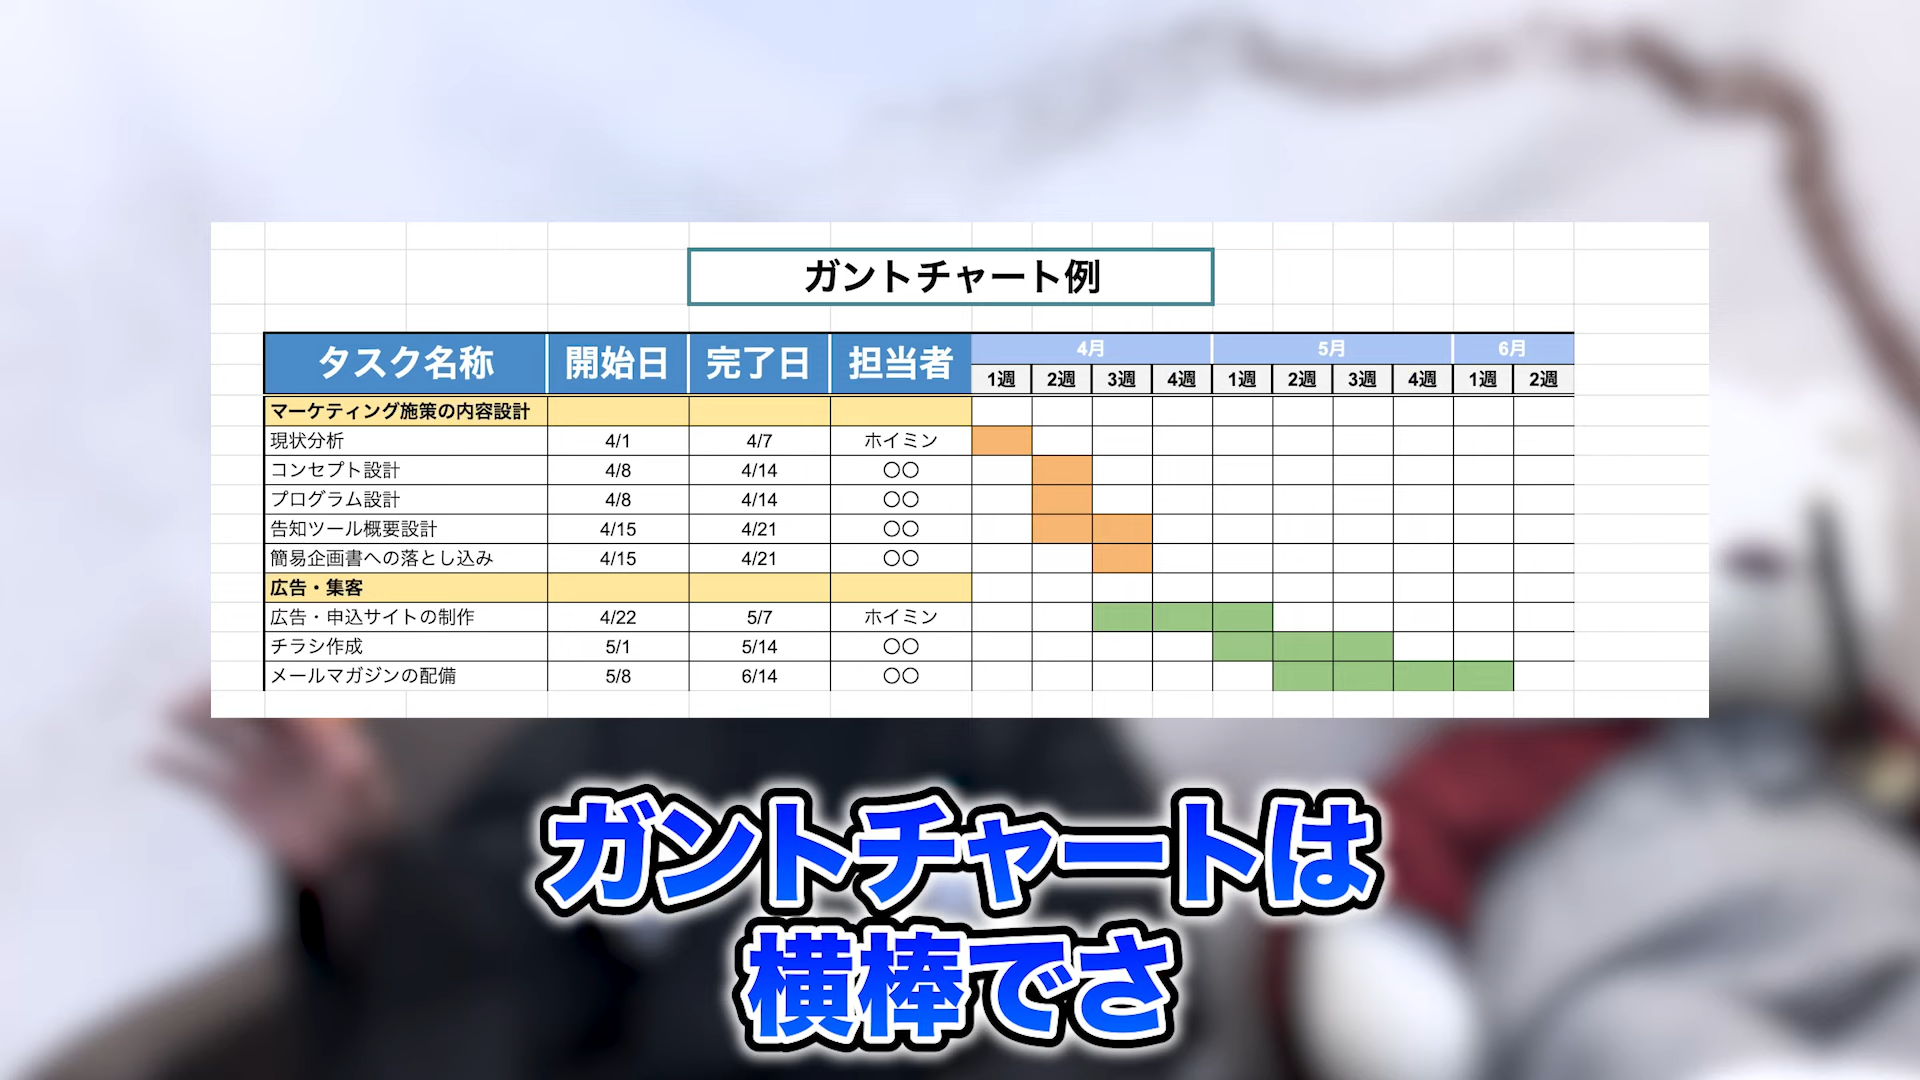 ガントチャート例
タスク名称 開始日 完了日 担当者 4月 5月 6月
1週 2週 3週 4週 1週 2週 3週 4週 1週 2週
マーケティング施策の内容設計
現状分析 4/1 4/7 ホイミン
コンセプト設計 4/8 4/14 〇〇
プログラム設計 4/8 4/14 〇〇
告知ツール概要設計 4/15 4/21 〇〇
簡易企画書への落とし込み 4/15 4/21 〇〇
広告・集客
広告・申込サイトの制作 4/22 5/7 ホイミン
チラシ作成 5/1 5/14 〇〇
メールマガジンの配備 5/8 6/14 〇〇
ガントチャートは
横棒でさ